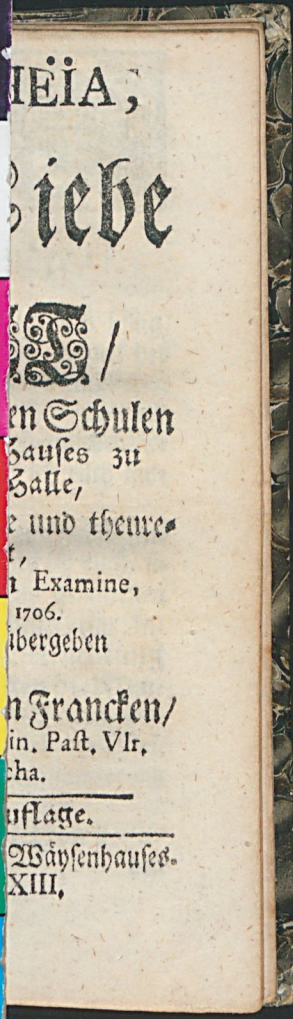 IEÏA,
iebe
T/
en Schulen
Hauses zu
Halle,
e und theure⸗
t,
n Examine,
1706.
übergeben
n Francken/
in. Past. Vlr.
cha.
uflage.
Wäysenhauses.
XIII.